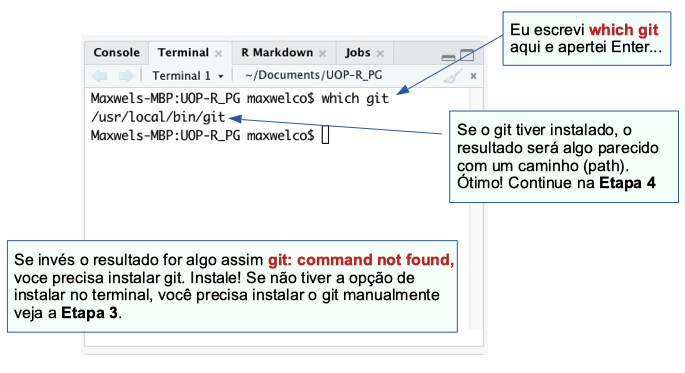 Eu escrevi which git
aqui e apertei Enter...
Console Terminal R Markdown Jobs
Terminal 1 ~/Documents/UOP-R_PG
Maxwels-MBP:UOP-R_PG maxwelco$ which git
/usr/local/bin/git
Maxwels-MBP:UOP-R_PG maxwelco$
Se o git tiver instalado, o
resultado será algo parecido
com um caminho (path).
Ótimo! Continue na Etapa 4
Se invés o resultado for algo assim git: command not found,
voce precisa instalar git. Instale! Se não tiver a opção de
instalar no terminal, você precisa instalar o git manualmente
veja a Etapa 3.